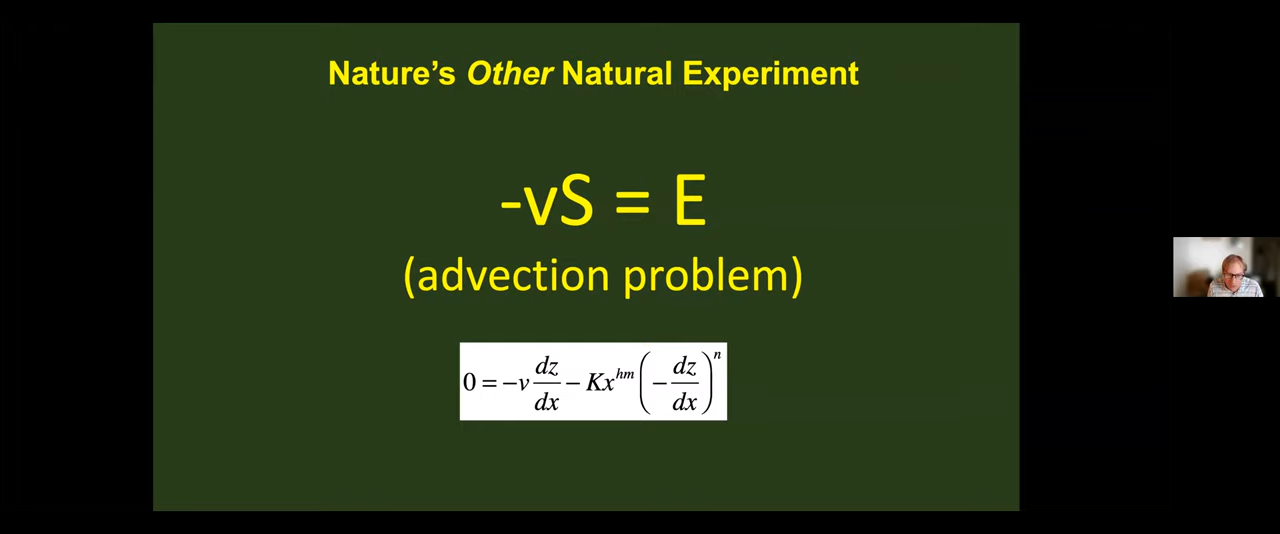 Nature's Other Natural Experiment
-vS = E
(advection problem)
0 = -v dz/dx - Kx^hm (-dz/dx)^n